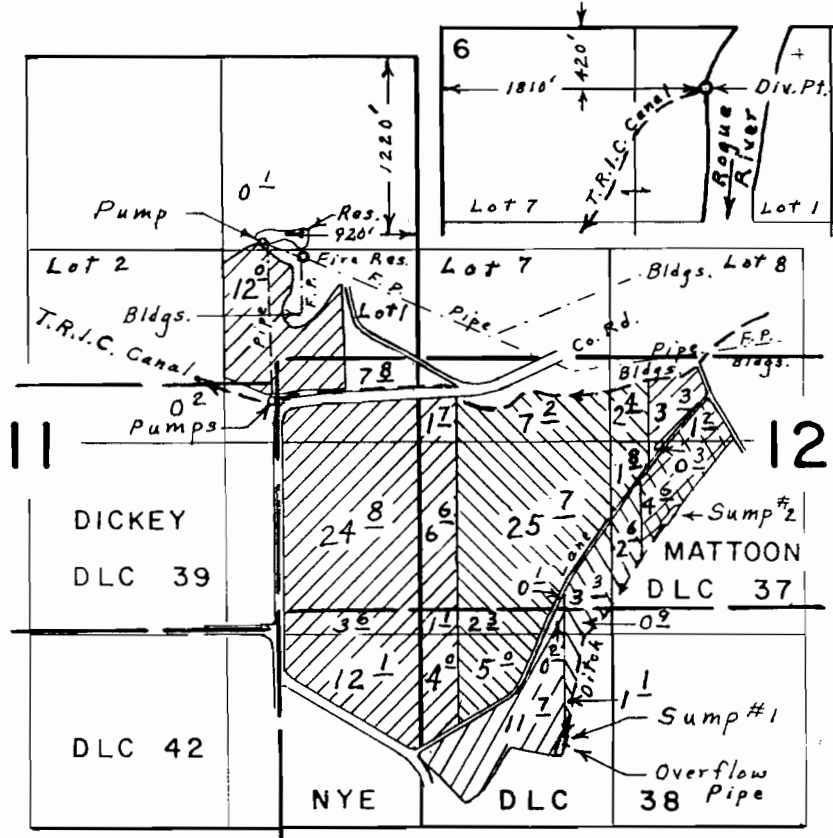 6
420'
1810'
Div. Pt.
T.R.I.C. Canal
Rogue River
Lot 7
Lot 1
1220'
0 1
Pump
Res.
920'
Fire Res.
Lot 2
12 0
Lot 7
Bldgs.
Lot 8
F.P.
F.P.
Pipe
Pipe
Bldgs.
Lot 1
T.R.I.C. Canal
Co. Rd.
Pipe
F.P.
Bldgs.
7 8
Bldgs.
0 2
Pumps
1 7
7 2
2 4
3 3
1 2
11
12
1 8
0 3
24 8
6 6
25 7
4 6
2 6
Sump #2
DICKEY
DLC 39
MATTOON
DLC 37
Lane
0 1
3 3
3 6
1 1
2 3
0 9
12 1
4 0
5 0
0 2
Ditch
1 1
11 7
Sump #1
Overflow
Pipe
DLC 42
NYE
DLC
38